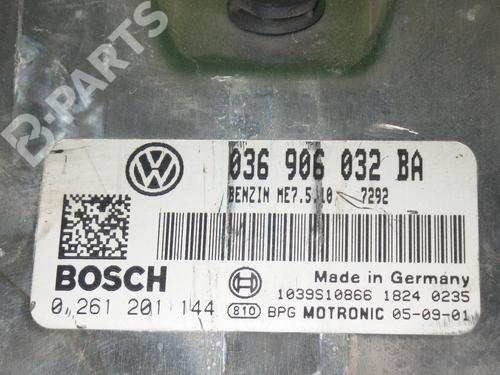 B-PARTS
036 906 032 BA
BENZIN ME7.5.10 7292
BOSCH
Made in Germany
0 261 201 144
1039S10866 1824 0235
810 BPG MOTRONIC 05-09-01